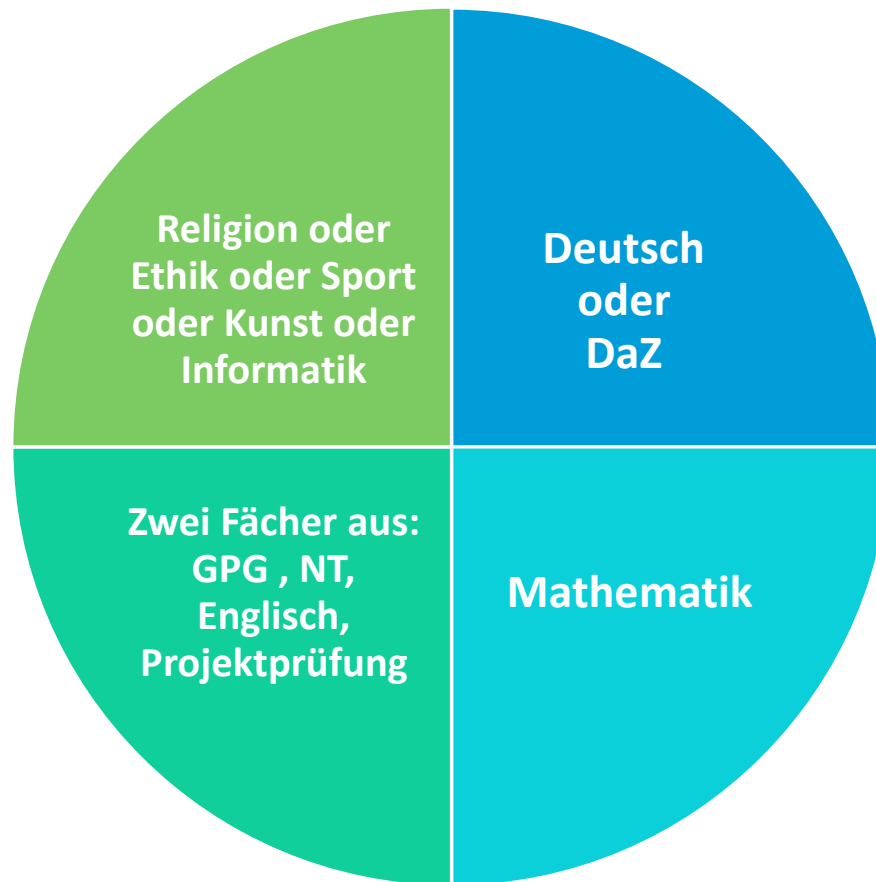 Religion oder
Ethik oder Sport
oder Kunst oder
Informatik
Deutsch
oder
DaZ
Zwei Fächer aus:
GPG , NT,
Englisch,
Projektprüfung
Mathematik